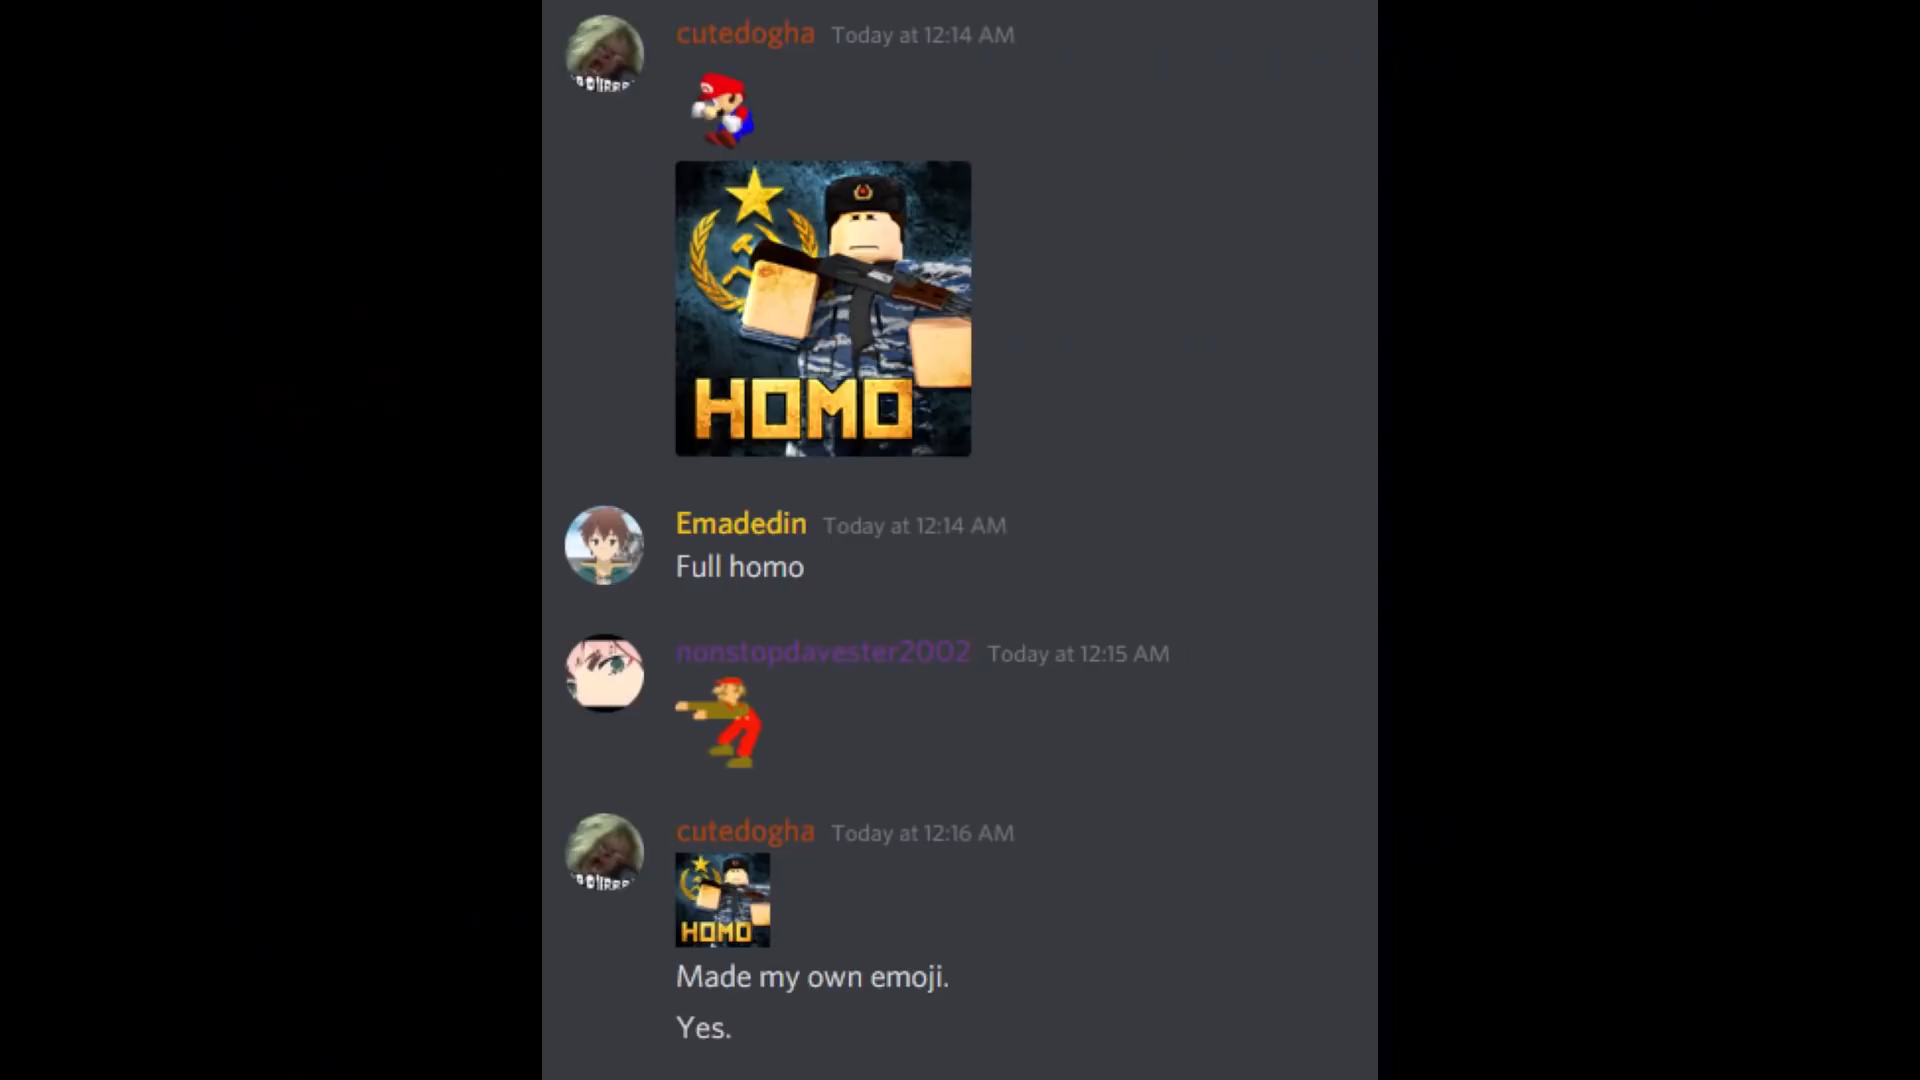 cutedogha Today at 12:14 AM
HOMO
Emadedin Today at 12:14 AM
Full homo
nonstopdavester2002 Today at 12:15 AM
cutedogha Today at 12:16 AM
HOMO
Made my own emoji.
Yes.